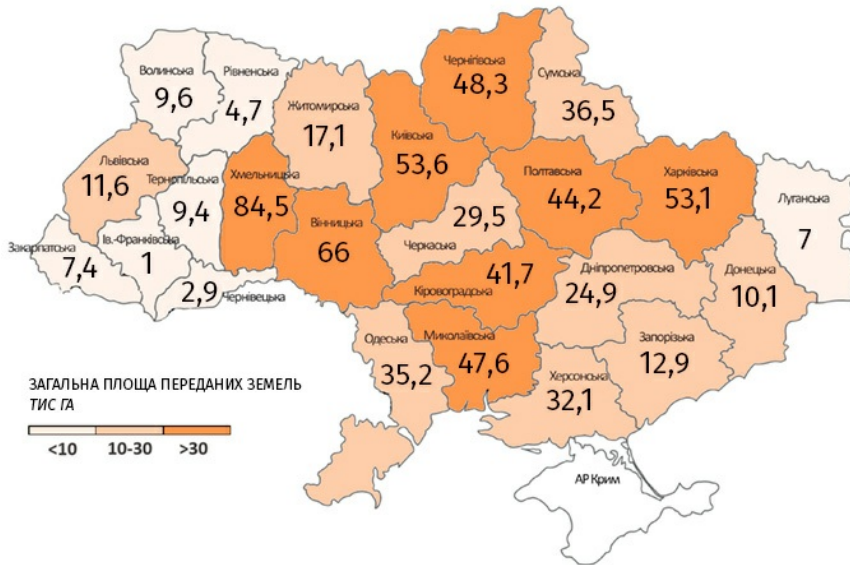 Чернігівська
48,3
Сумська
36,5
Волинська
9,6
Рівненська
4,7
Житомирська
17,1
Київська
53,6
Львівська
11,6
Тернопільська
9,4
Хмельницька
84,5
Вінницька
66
Полтавська
44,2
Харківська
53,1
Луганська
7
29,5
Черкаська
Закарпатська
7,4
Ів.-Франківська
1
2,9
Чернівецька
41,7
Кіровоградська
Дніпропетровська
24,9
Донецька
10,1
Одеська
35,2
Миколаївська
47,6
Херсонська
32,1
Запорізька
12,9
ЗАГАЛЬНА ПЛОЩА ПЕРЕДАНИХ ЗЕМЕЛЬ
ТИС ГА
<10 10-30 >30
АР Крим